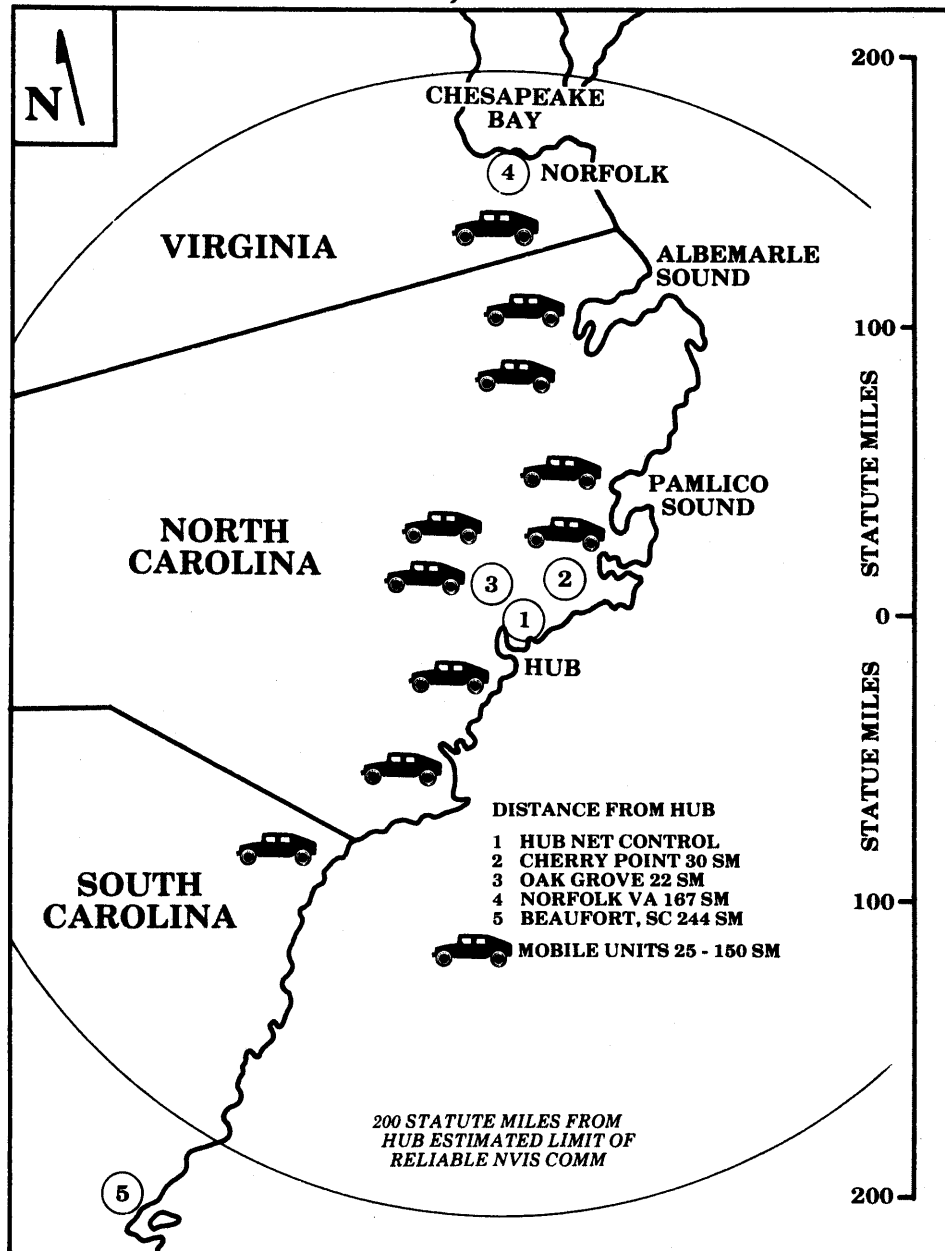 N
200
CHESAPEAKE
BAY
4 NORFOLK
VIRGINIA
ALBEMARLE
SOUND
100
STATUTE MILES
PAMLICO
SOUND
NORTH
CAROLINA
3
2
1
0
HUB
STATUE MILES
DISTANCE FROM HUB
1 HUB NET CONTROL
2 CHERRY POINT 30 SM
3 OAK GROVE 22 SM
4 NORFOLK VA 167 SM
5 BEAUFORT, SC 244 SM
MOBILE UNITS 25 - 150 SM
SOUTH
CAROLINA
100
200 STATUTE MILES FROM
HUB ESTIMATED LIMIT OF
RELIABLE NVIS COMM
5
200